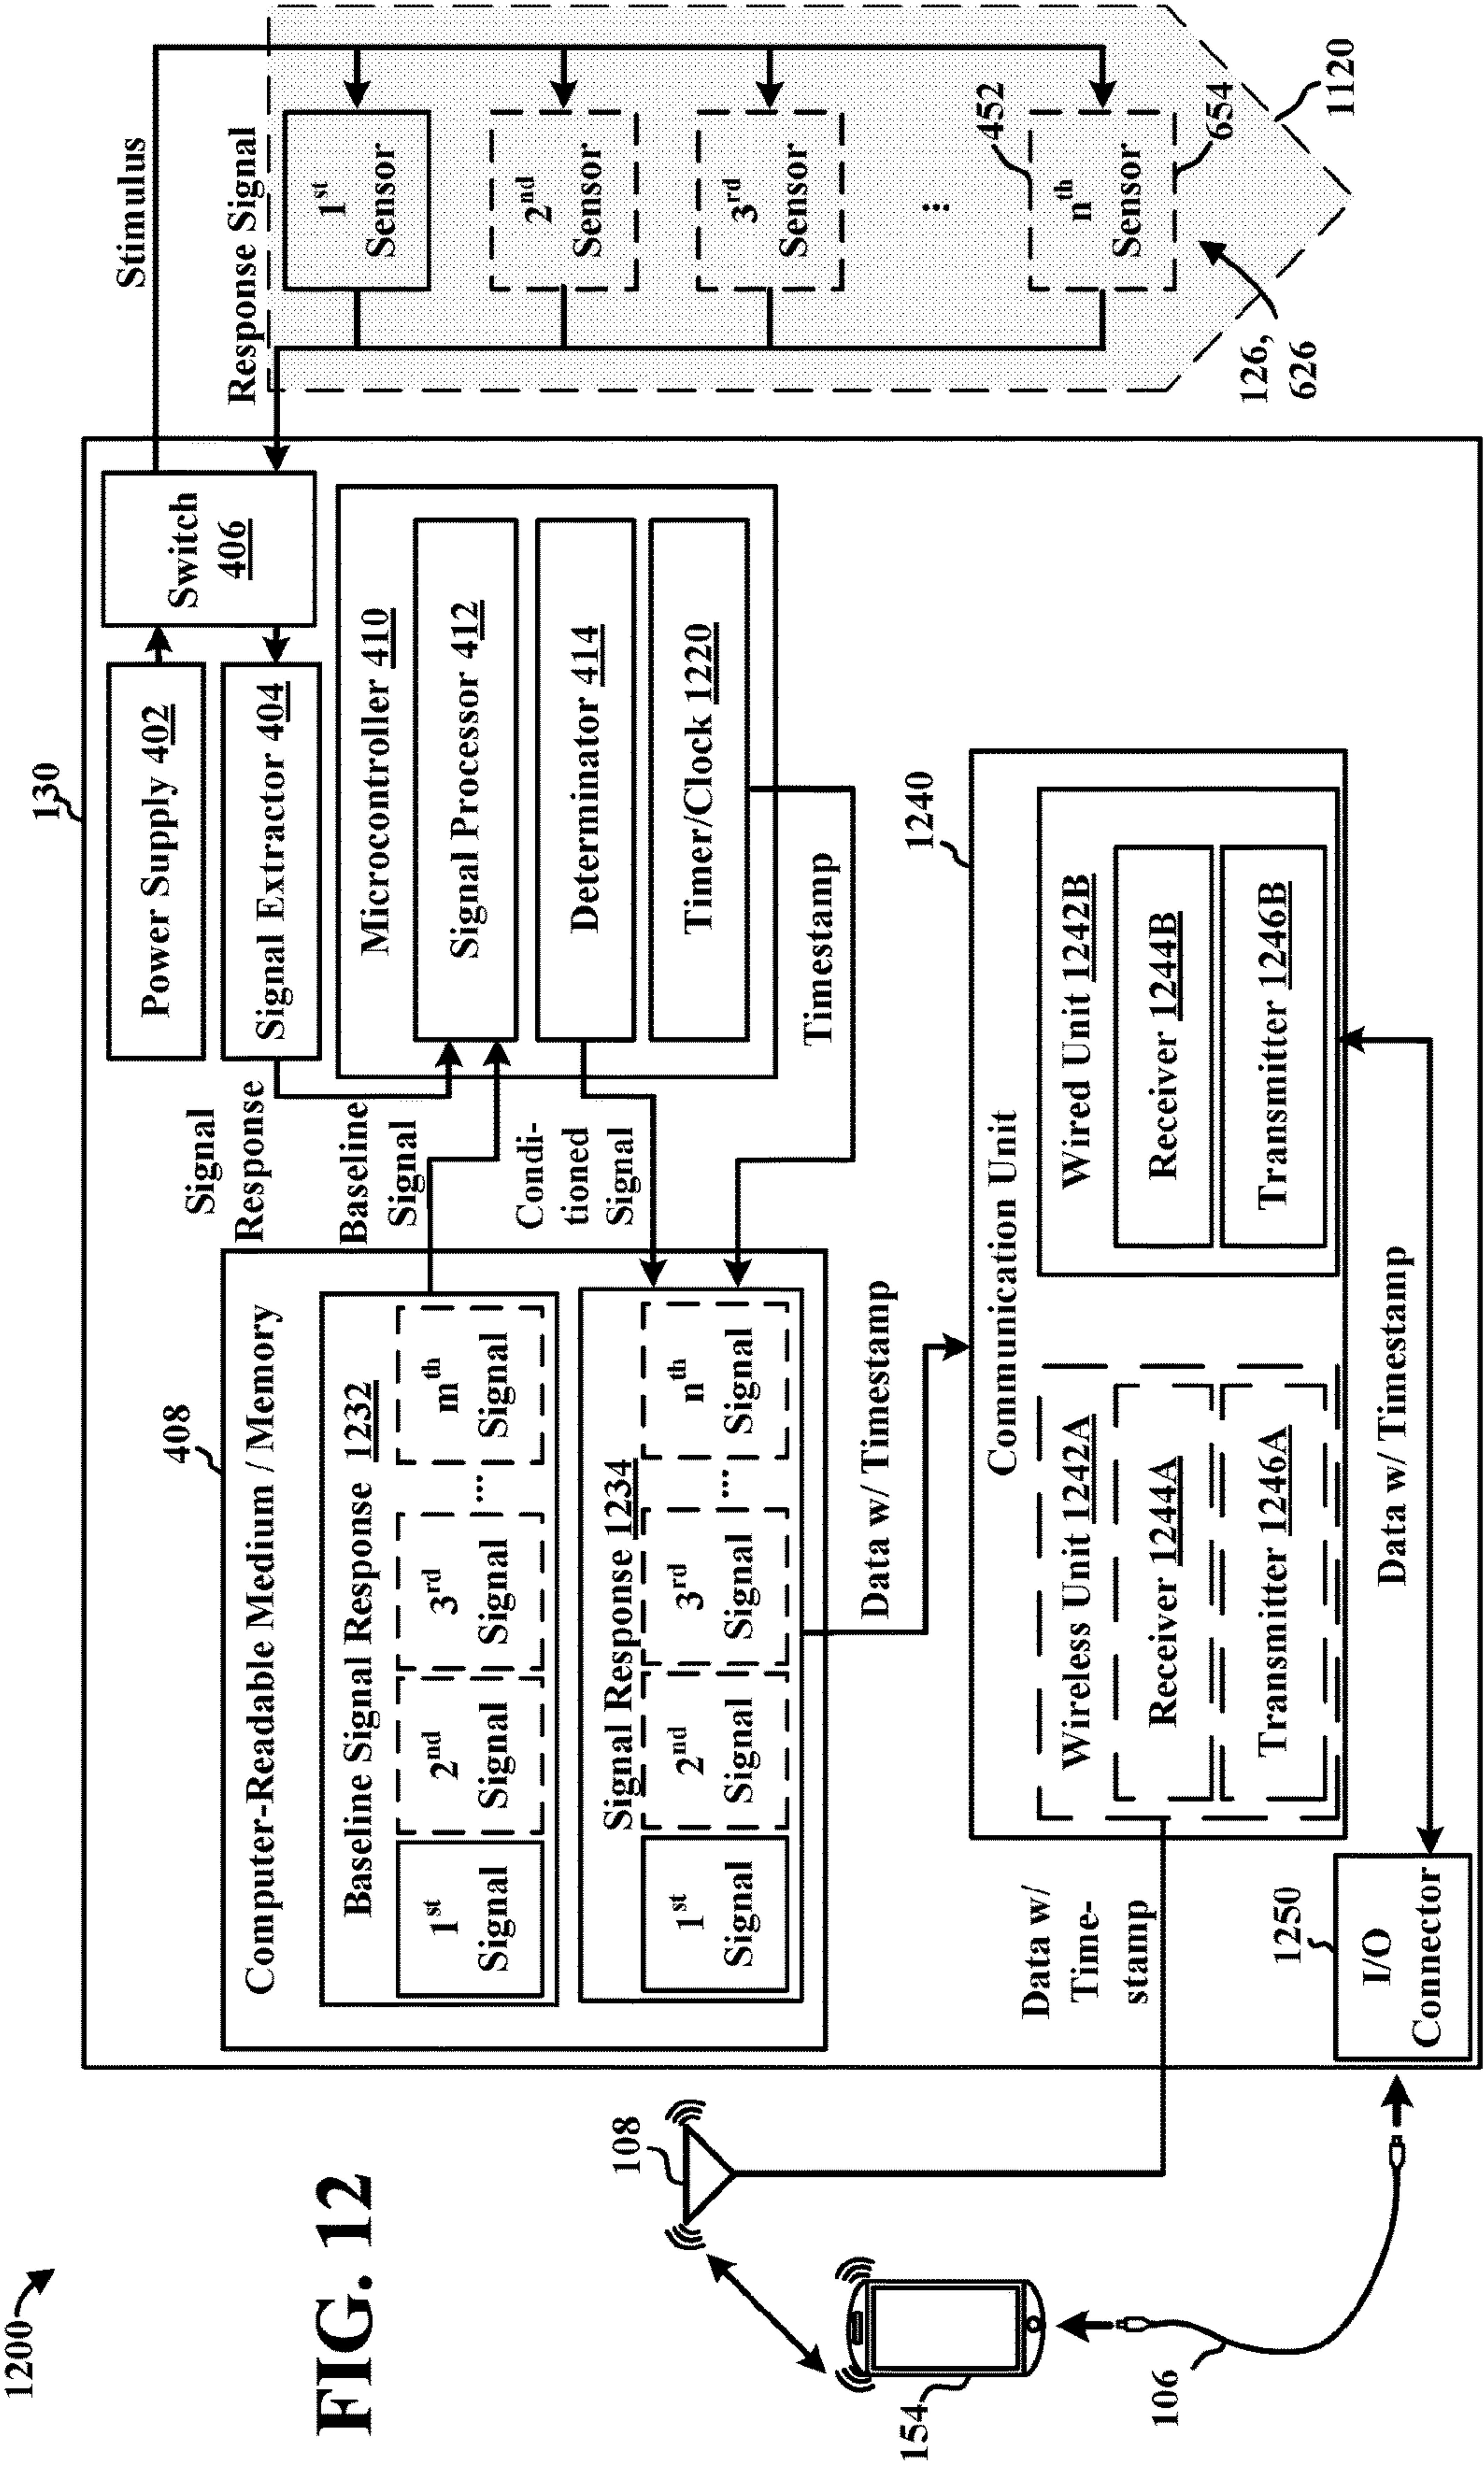 1200
FIG. 12
130
408
Computer-Readable Medium / Memory
Baseline Signal Response 1232
1st
Signal
2nd
Signal
3rd
Signal
...
mth
Signal
Signal Response 1234
1st
Signal
2nd
Signal
3rd
Signal
...
nth
Signal
Signal
Response
Baseline
Signal
Condi-
tioned
Signal
Power Supply 402
Signal Extractor 404
Switch
406
Microcontroller 410
Signal Processor 412
Determinator 414
Timer/Clock 1220
Timestamp
Stimulus
Response Signal
1st
Sensor
2nd
Sensor
3rd
Sensor
...
452
nth
Sensor
654
126,
626
1120
Data w/ Timestamp
1240
Communication Unit
Wireless Unit 1242A
Receiver 1244A
Transmitter 1246A
Wired Unit 1242B
Receiver 1244B
Transmitter 1246B
Data w/ Timestamp
Data w/
Time-
stamp
1250
I/O
Connector
108
154
106